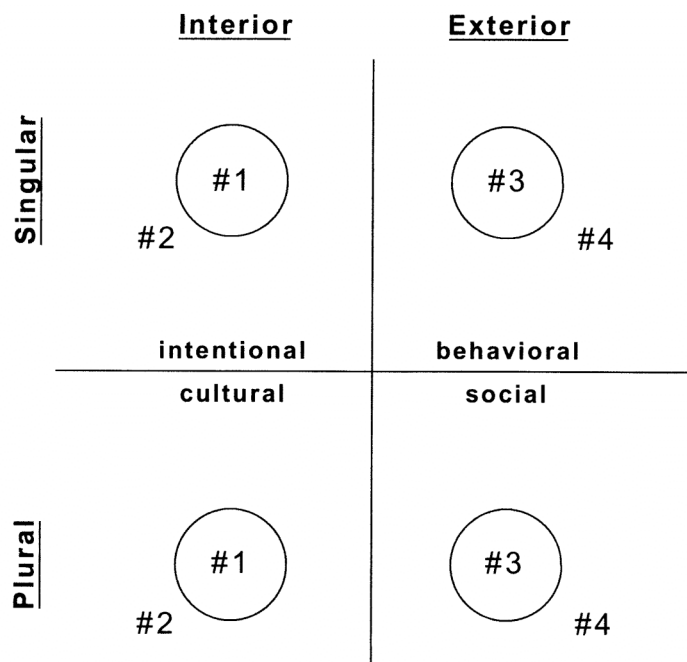 Interior Exterior
Singular
#1 #3
#2 #4
intentional behavioral
cultural social
Plural
#1 #3
#2 #4